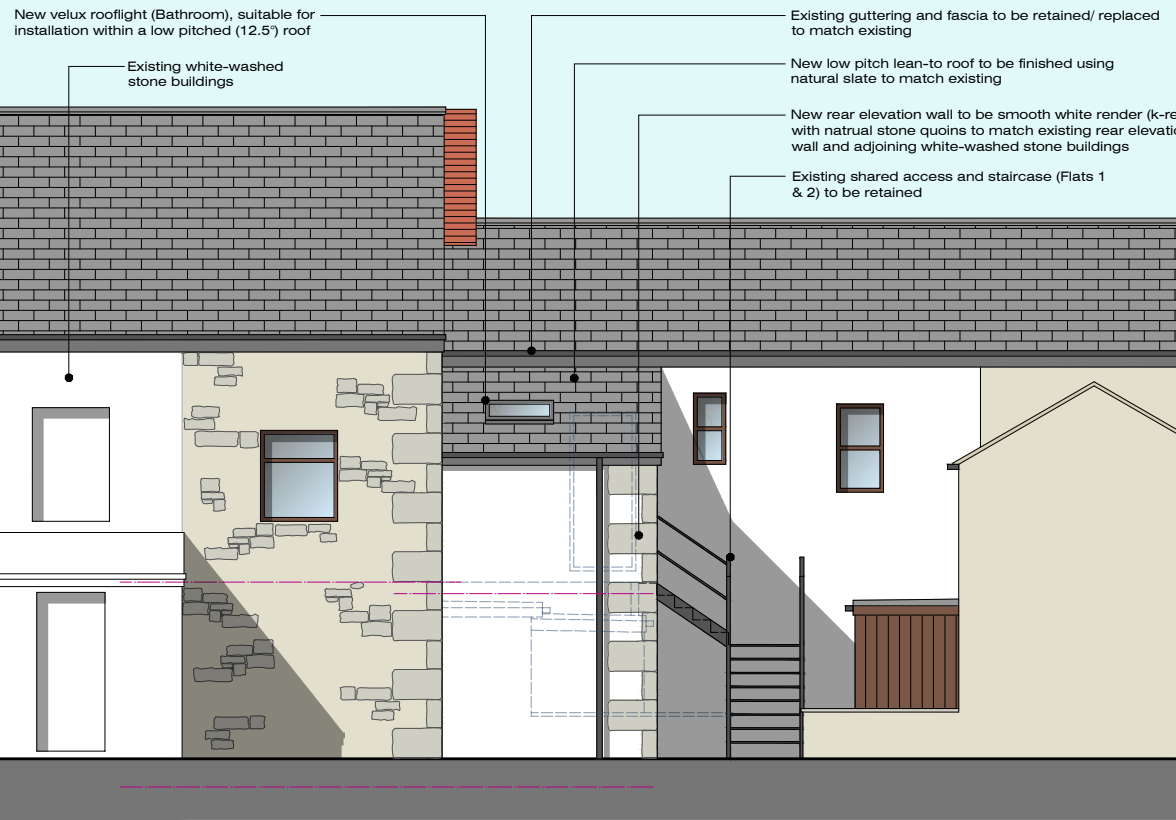 New velux rooflight (Bathroom), suitable for
installation within a low pitched (12.5°) roof
Existing white-washed
stone buildings
Existing guttering and fascia to be retained/ replaced
to match existing
New low pitch lean-to roof to be finished using
natural slate to match existing
New rear elevation wall to be smooth white render (k-re
with natrual stone quoins to match existing rear elevatio
wall and adjoining white-washed stone buildings
Existing shared access and staircase (Flats 1
& 2) to be retained